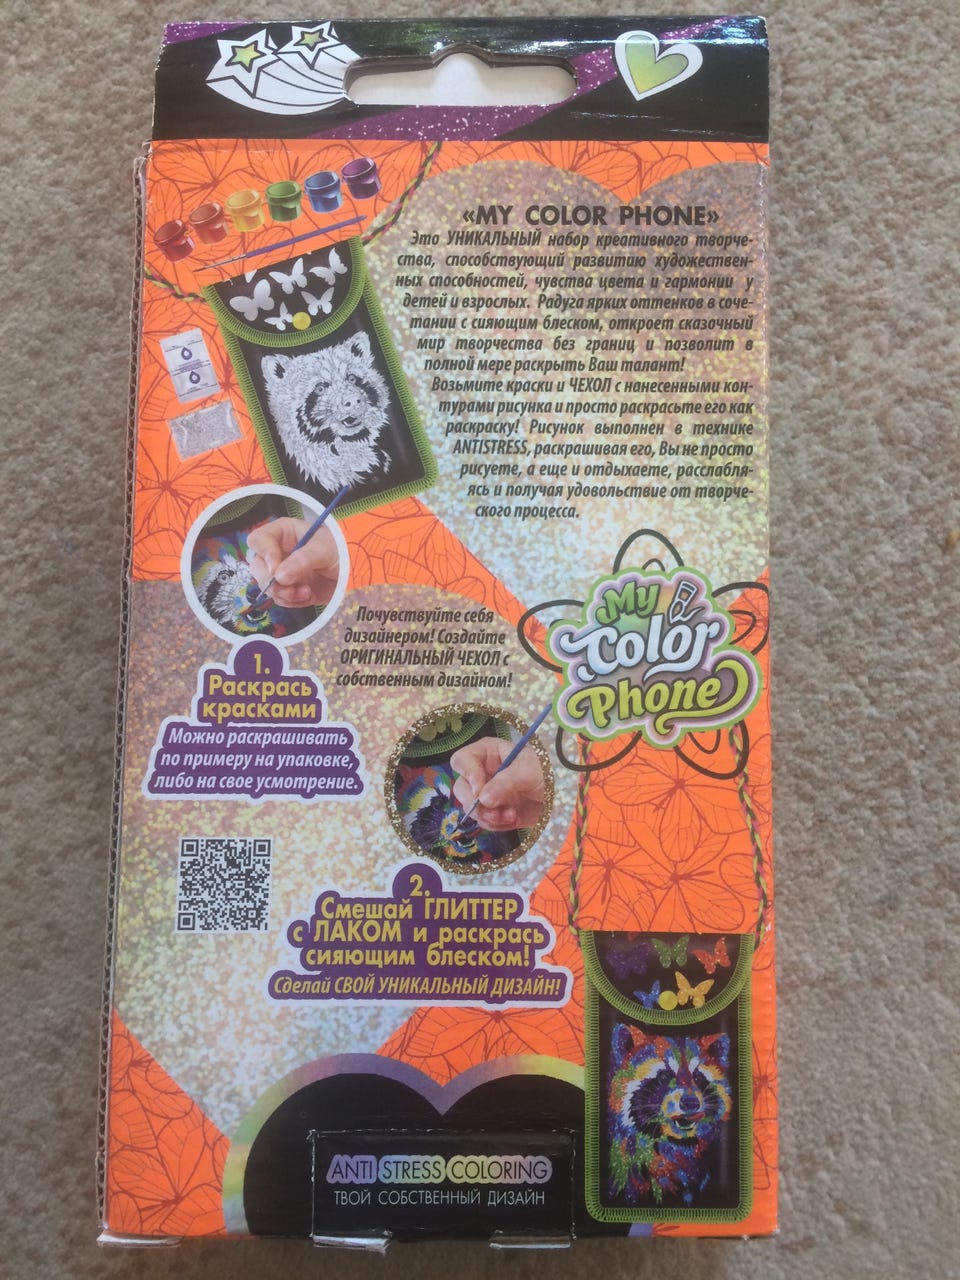 «MY COLOR PHONE»
Это УНИКАЛЬНЫЙ набор креативного творче-
ства, способствующий развитию художествен-
ных способностей, чувства цвета и гармонии у
детей и взрослых. Радуга ярких оттенков в соче-
тании с сияющим блеском, откроет сказочный
мир творчества без границ и позволит в
полной мере раскрыть Ваш талант!
Возьмите краски и ЧЕХОЛ с нанесенными кон-
турами рисунка и просто раскрасьте его как
раскраску! Рисунок выполнен в технике
ANTISTRESS, раскрашивая его, Вы не просто
рисуете, а еще и отдыхаете, расслабля-
ясь и получая удовольствие от творче-
ского процесса.
My
Color
Phone
Почувствуйте себя
дизайнером! Создайте
ОРИГИНАЛЬНЫЙ ЧЕХОЛ с
собственным дизайном!
1.
Раскрась
красками
Можно раскрашивать
по примеру на упаковке,
либо на свое усмотрение.
2.
Смешай ГЛИТТЕР
с ЛАКОМ и раскрась
сияющим блеском!
Сделай СВОЙ УНИКАЛЬНЫЙ ДИЗАЙН!
ANTI STRESS COLORING
ТВОЙ СОБСТВЕННЫЙ ДИЗАЙН